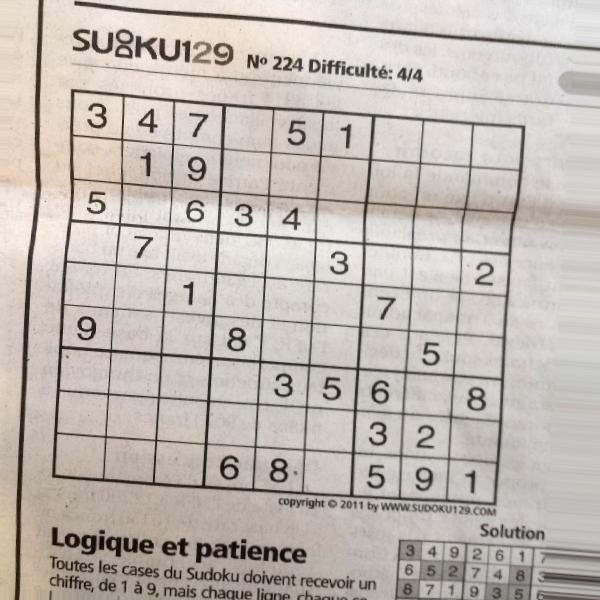 SUDOKU129 Nº 224 Difficulté: 4/4
3 4 7 5 1
1 9
5 6 3 4
7 3 2
1 7
9 8 5
3 5 6 8
3 2
6 8 5 9 1
copyright © 2011 by WWW.SUDOKU129.COM
Solution
Logique et patience
Toutes les cases du Sudoku doivent recevoir un
chiffre, de 1 à 9, mais chaque ligne, chaque
3 4 9 2 6 1 7
6 5 2 7 4 8 3
8 7 1 9 3 5 6